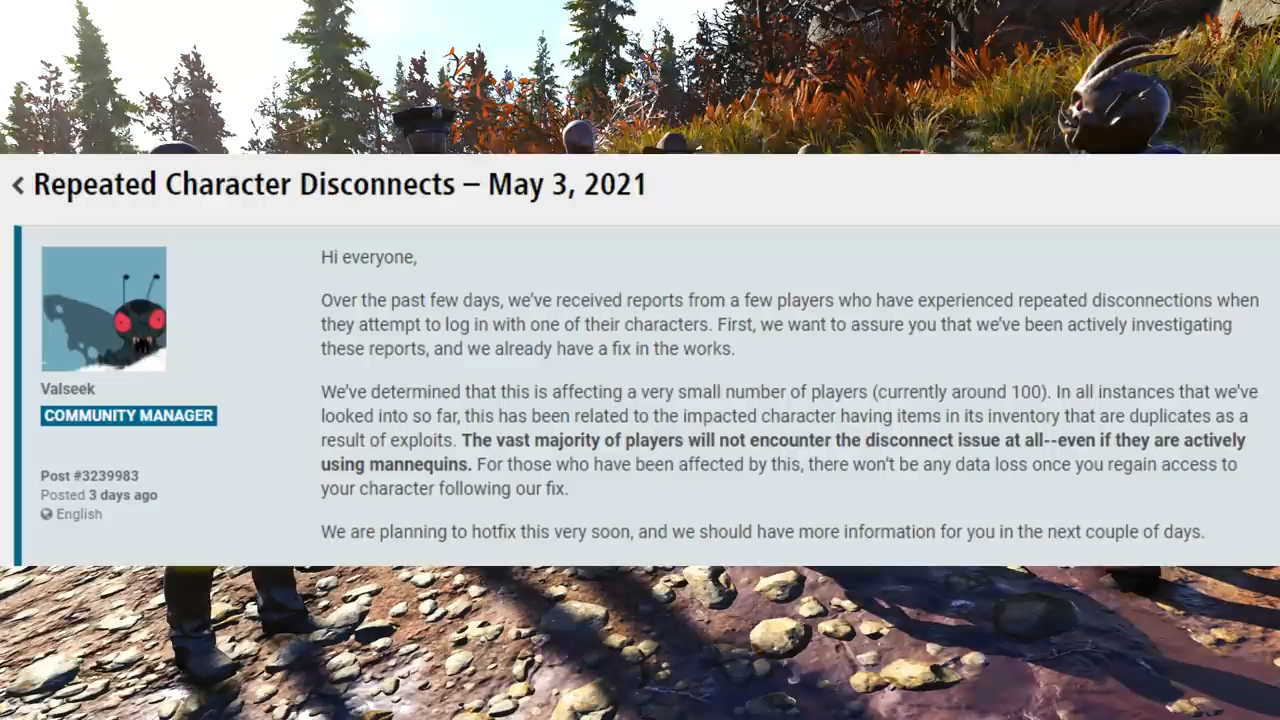 Repeated Character Disconnects – May 3, 2021
Hi everyone,
Over the past few days, we've received reports from a few players who have experienced repeated disconnections when
they attempt to log in with one of their characters. First, we want to assure you that we've been actively investigating
these reports, and we already have a fix in the works.
Valseek
COMMUNITY MANAGER
Post #3239983
Posted 3 days ago
English
We've determined that this is affecting a very small number of players (currently around 100). In all instances that we've
looked into so far, this has been related to the impacted character having items in its inventory that are duplicates as a
result of exploits. The vast majority of players will not encounter the disconnect issue at all--even if they are actively
using mannequins. For those who have been affected by this, there won't be any data loss once you regain access to
your character following our fix.
We are planning to hotfix this very soon, and we should have more information for you in the next couple of days.